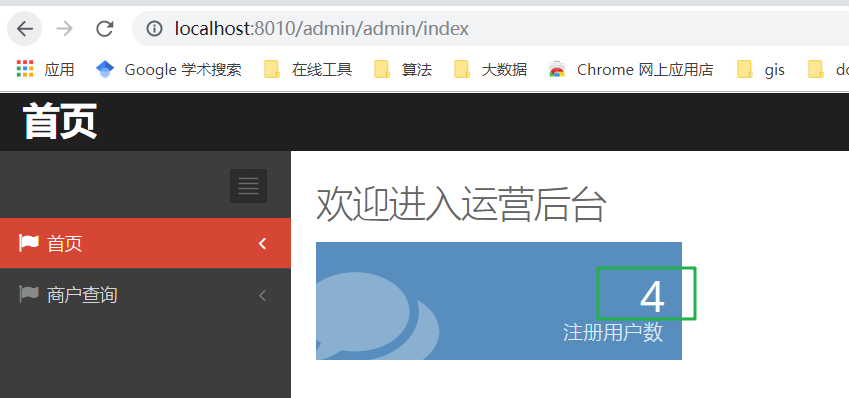 localhost:8010/admin/admin/index
应用 Google 学术搜索 在线工具 算法 大数据 Chrome 网上应用店 gis
首页
欢迎进入运营后台
首页
4
商户查询
注册用户数